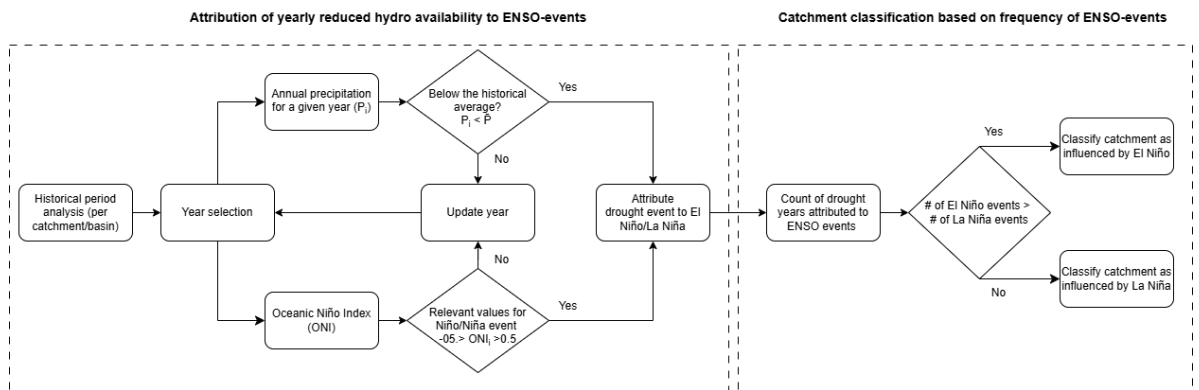 Attribution of yearly reduced hydro availability to ENSO-events
Catchment classification based on frequency of ENSO-events
Annual precipitation
for a given year (Pi)
Below the historical
average?
Pi < P̄
Yes
No
Historical period
analysis (per
catchment/basin)
Year selection
Update year
Attribute
drought event to El
Niño/La Niña
No
Oceanic Niño Index
(ONI)
Relevant values for
Niño/Niña event
-05.> ONIi >0.5
Yes
Count of drought
years attributed to
ENSO events
# of El Niño events >
# of La Niña events
Yes
Classify catchment as
influenced by El Niño
No
Classify catchment as
influenced by La Niña